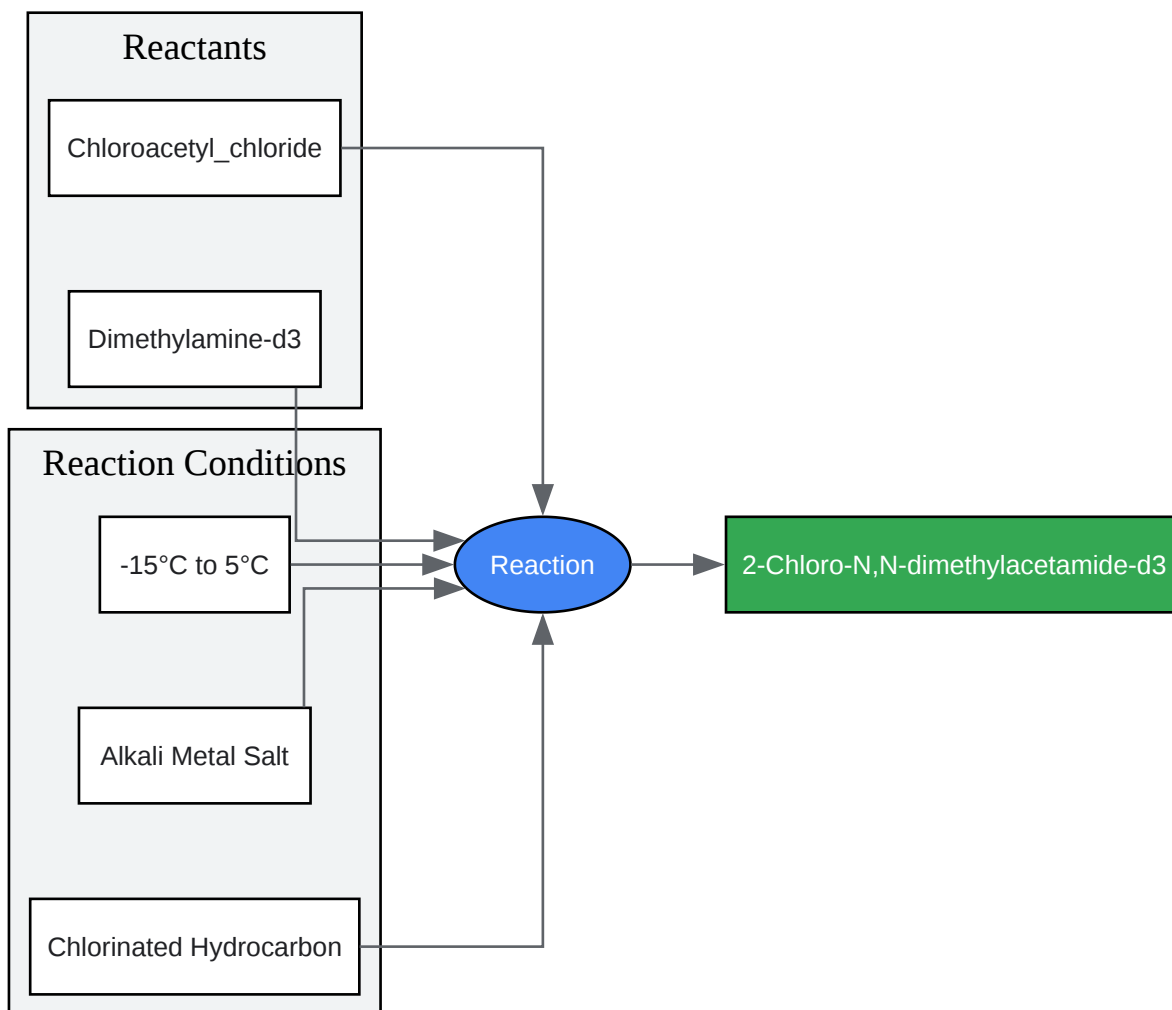 Reactants
Chloroacetyl_chloride
Dimethylamine-d3
Reaction Conditions
-15°C to 5°C
Alkali Metal Salt
Chlorinated Hydrocarbon
Reaction
2-Chloro-N,N-dimethylacetamide-d3